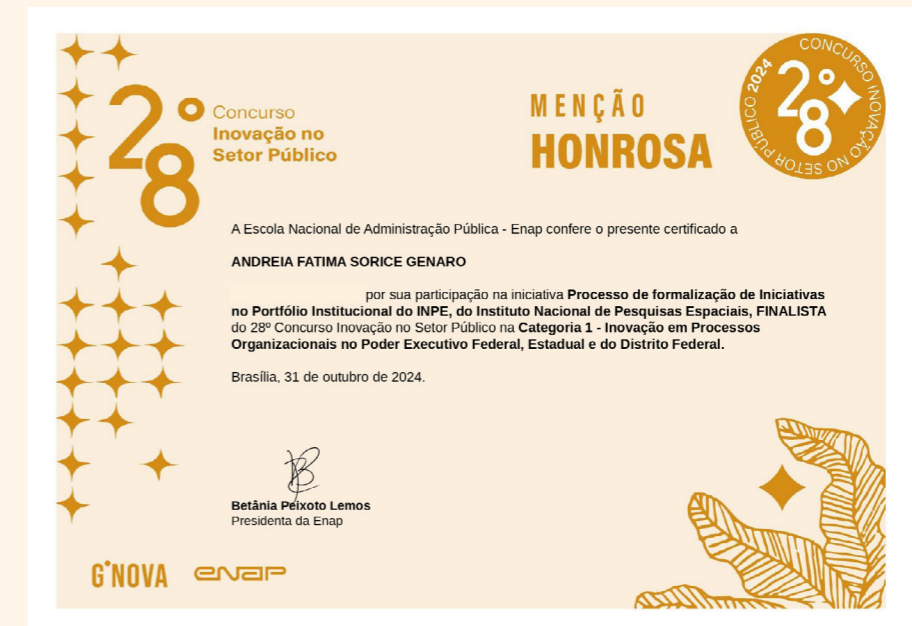 28º
Concurso
Inovação no
Setor Público
MENÇÃO
HONROSA
CONCURSO INOVAÇÃO NO SETOR PÚBLICO 2024
28º
A Escola Nacional de Administração Pública - Enap confere o presente certificado a
ANDREIA FATIMA SORICE GENARO
por sua participação na iniciativa Processo de formalização de Iniciativas
no Portfólio Institucional do INPE, do Instituto Nacional de Pesquisas Espaciais, FINALISTA
do 28º Concurso Inovação no Setor Público na Categoria 1 - Inovação em Processos
Organizacionais no Poder Executivo Federal, Estadual e do Distrito Federal.
Brasília, 31 de outubro de 2024.
Betânia Peixoto Lemos
Presidenta da Enap
G'NOVA enap